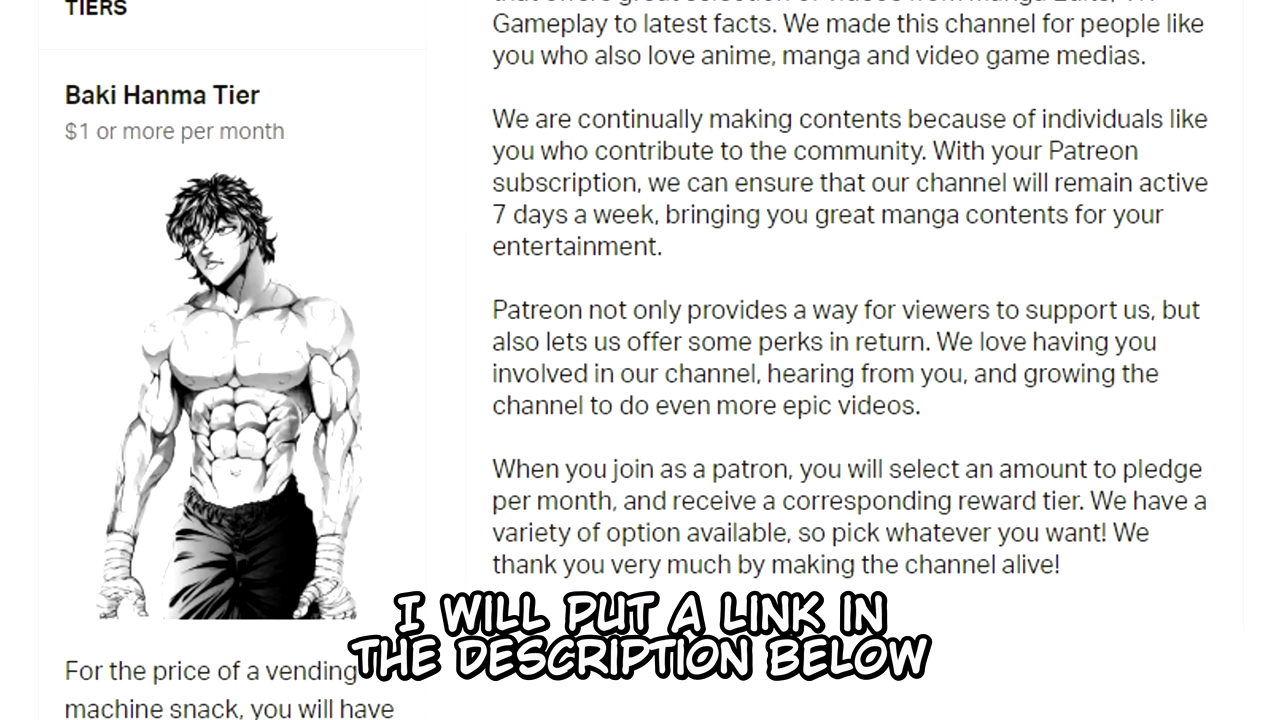 TIERS
Baki Hanma Tier
$1 or more per month
For the price of a vending
machine snack, you will have
Gameplay to latest facts. We made this channel for people like
you who also love anime, manga and video game medias.
We are continually making contents because of individuals like
you who contribute to the community. With your Patreon
subscription, we can ensure that our channel will remain active
7 days a week, bringing you great manga contents for your
entertainment.
Patreon not only provides a way for viewers to support us, but
also lets us offer some perks in return. We love having you
involved in our channel, hearing from you, and growing the
channel to do even more epic videos.
When you join as a patron, you will select an amount to pledge
per month, and receive a corresponding reward tier. We have a
variety of option available, so pick whatever you want! We
thank you very much by making the channel alive!
I WILL PUT A LINK IN
THE DESCRIPTION BELOW